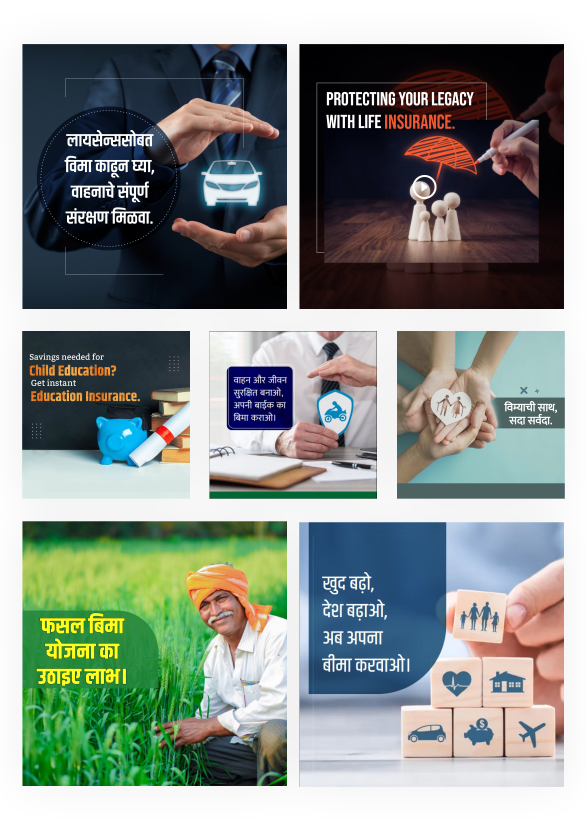 लायसेन्ससोबत
विमा काढून घ्या,
वाहनाचे संपूर्ण
संरक्षण मिळवा.
PROTECTING YOUR LEGACY
WITH LIFE INSURANCE.
Savings needed for
Child Education?
Get instant
Education Insurance.
वाहन और जीवन
सुरक्षित बनाओ,
अपनी बाईक का
बिमा कराओ।
विम्याची साथ,
सदा सर्वदा.
फसल बिमा
योजना का
उठाइए लाभ।
खुद बढ़ो,
देश बढ़ाओ,
अब अपना
बीमा करवाओ।